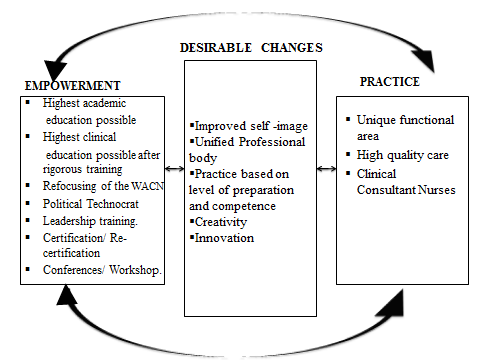 DESIRABLE CHANGES
EMPOWERMENT
▪ Highest academic
education possible
▪ Highest clinical
education possible after
rigorous training
▪ Refocusing of the WACN
▪ Political Technocrat
▪ Leadership training.
▪ Certification/ Re-
certification
▪ Conferences/ Workshop.
▪Improved self -image
▪Unified Professional
body
▪Practice based on
level of preparation
and competence
▪Creativity
▪Innovation
PRACTICE
▪ Unique functional
area
▪ High quality care
▪ Clinical
Consultant Nurses